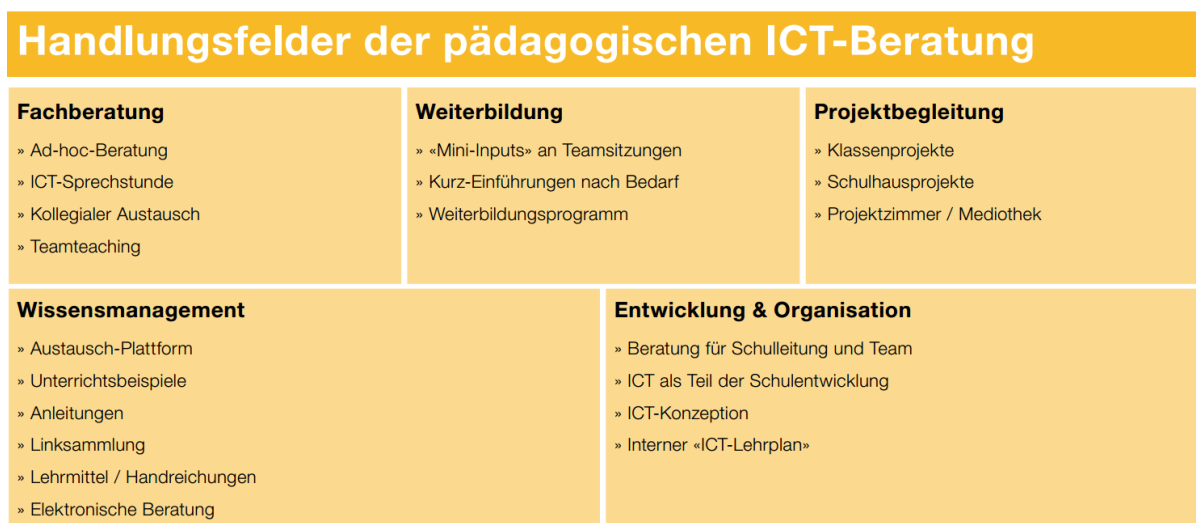 Handlungsfelder der pädagogischen ICT-Beratung
Fachberatung
» Ad-hoc-Beratung
» ICT-Sprechstunde
» Kollegialer Austausch
» Teamteaching
Weiterbildung
» «Mini-Inputs» an Teamsitzungen
» Kurz-Einführungen nach Bedarf
» Weiterbildungsprogramm
Projektbegleitung
» Klassenprojekte
» Schulhausprojekte
» Projektzimmer / Mediothek
Wissensmanagement
» Austausch-Plattform
» Unterrichtsbeispiele
» Anleitungen
» Linksammlung
» Lehrmittel / Handreichungen
» Elektronische Beratung
Entwicklung & Organisation
» Beratung für Schulleitung und Team
» ICT als Teil der Schulentwicklung
» ICT-Konzeption
» Interner «ICT-Lehrplan»